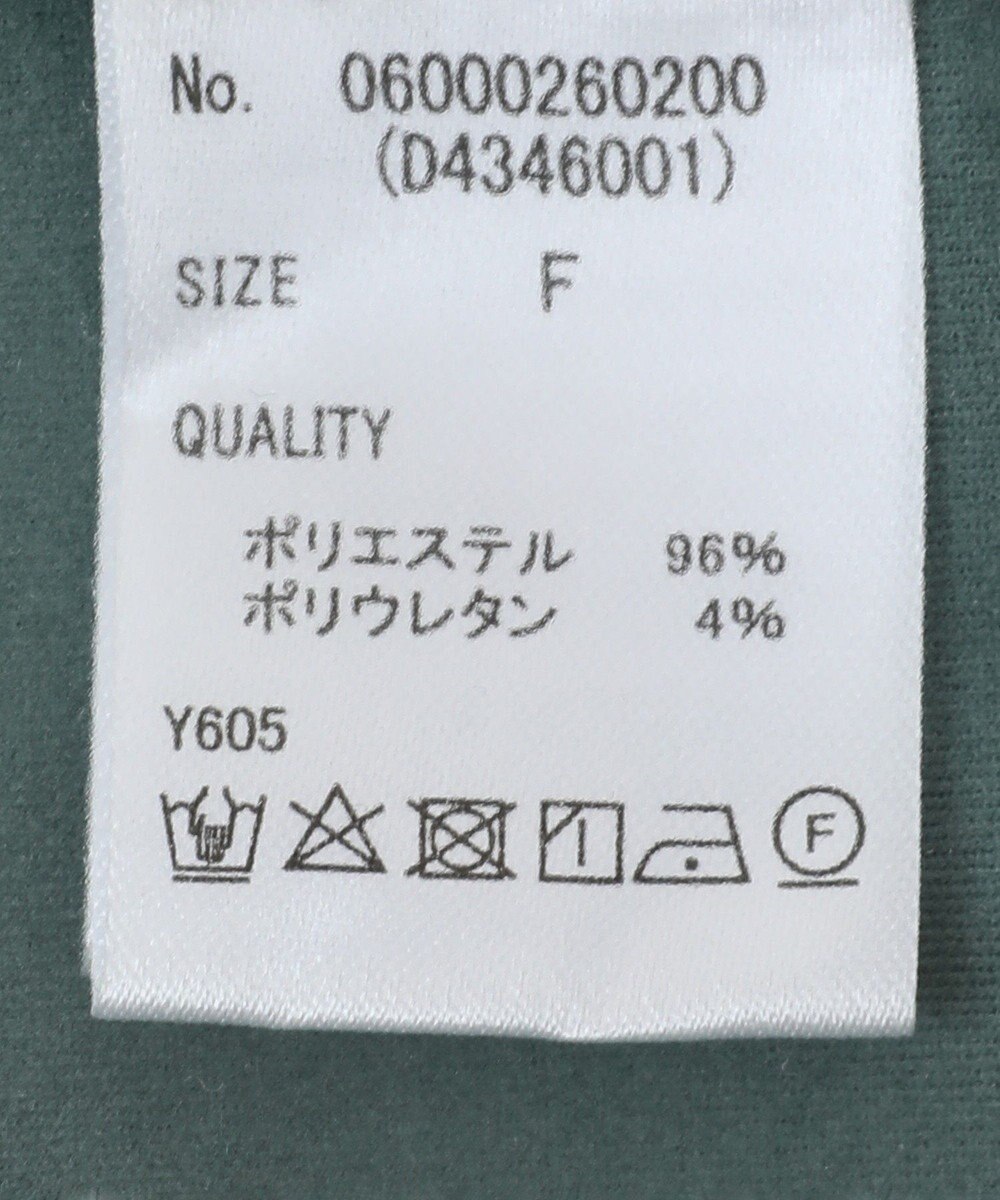 No. 06000260200
(D4346001)
SIZE F
QUALITY
ポリエステル 96%
ポリウレタン 4%
Y605
F